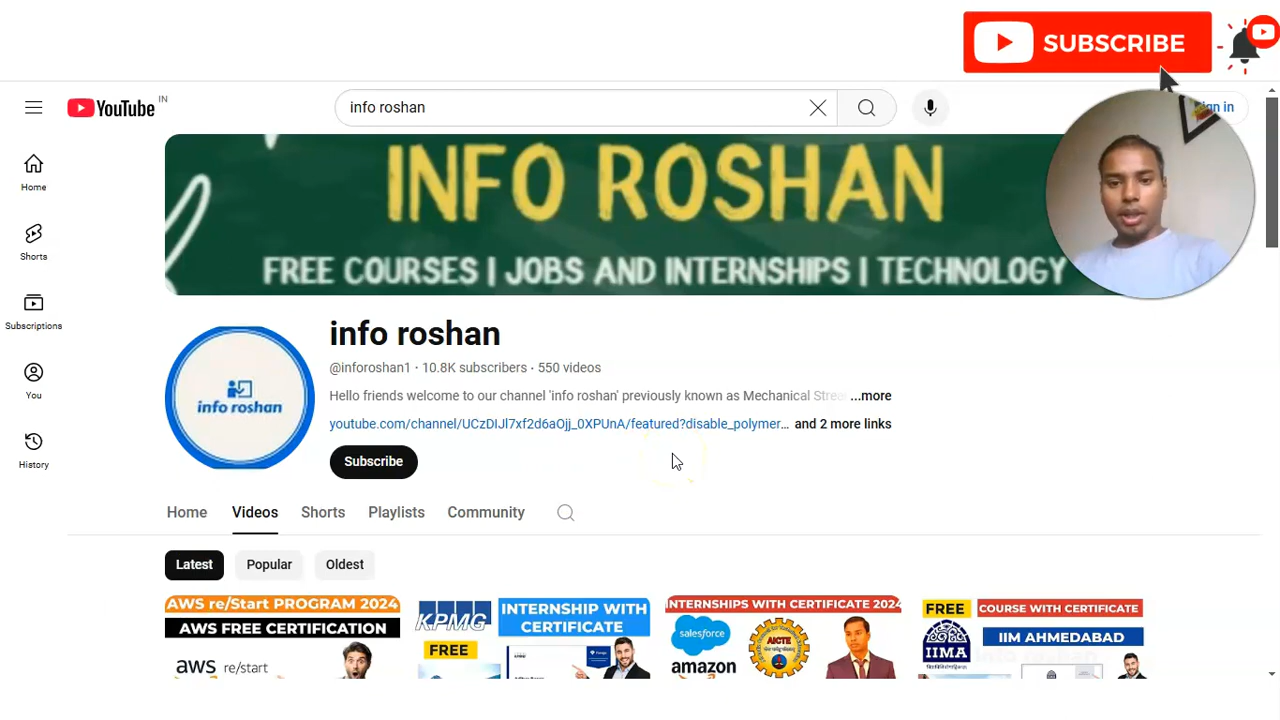 SUBSCRIBE
YouTube IN
info roshan
Sign in
INFO ROSHAN
FREE COURSES | JOBS AND INTERNSHIPS | TECHNOLOGY
Home
Shorts
Subscriptions
You
History
info roshan
info roshan
@inforoshan1 · 10.8K subscribers · 550 videos
Hello friends welcome to our channel 'info roshan' previously known as Mechanical ...more
youtube.com/channel/UCzDIJl7xf2d6aOjj_0XPUnA/featured?disable_polymer... and 2 more links
Subscribe
Home Videos Shorts Playlists Community
Latest Popular Oldest
AWS re/Start PROGRAM 2024
AWS FREE CERTIFICATION
aws re/start
KPMG
INTERNSHIP WITH
CERTIFICATE
FREE
INTERNSHIPS WITH CERTIFICATE 2024
salesforce
AICTE
amazon
FREE
COURSE WITH CERTIFICATE
IIMA
IIM AHMEDABAD